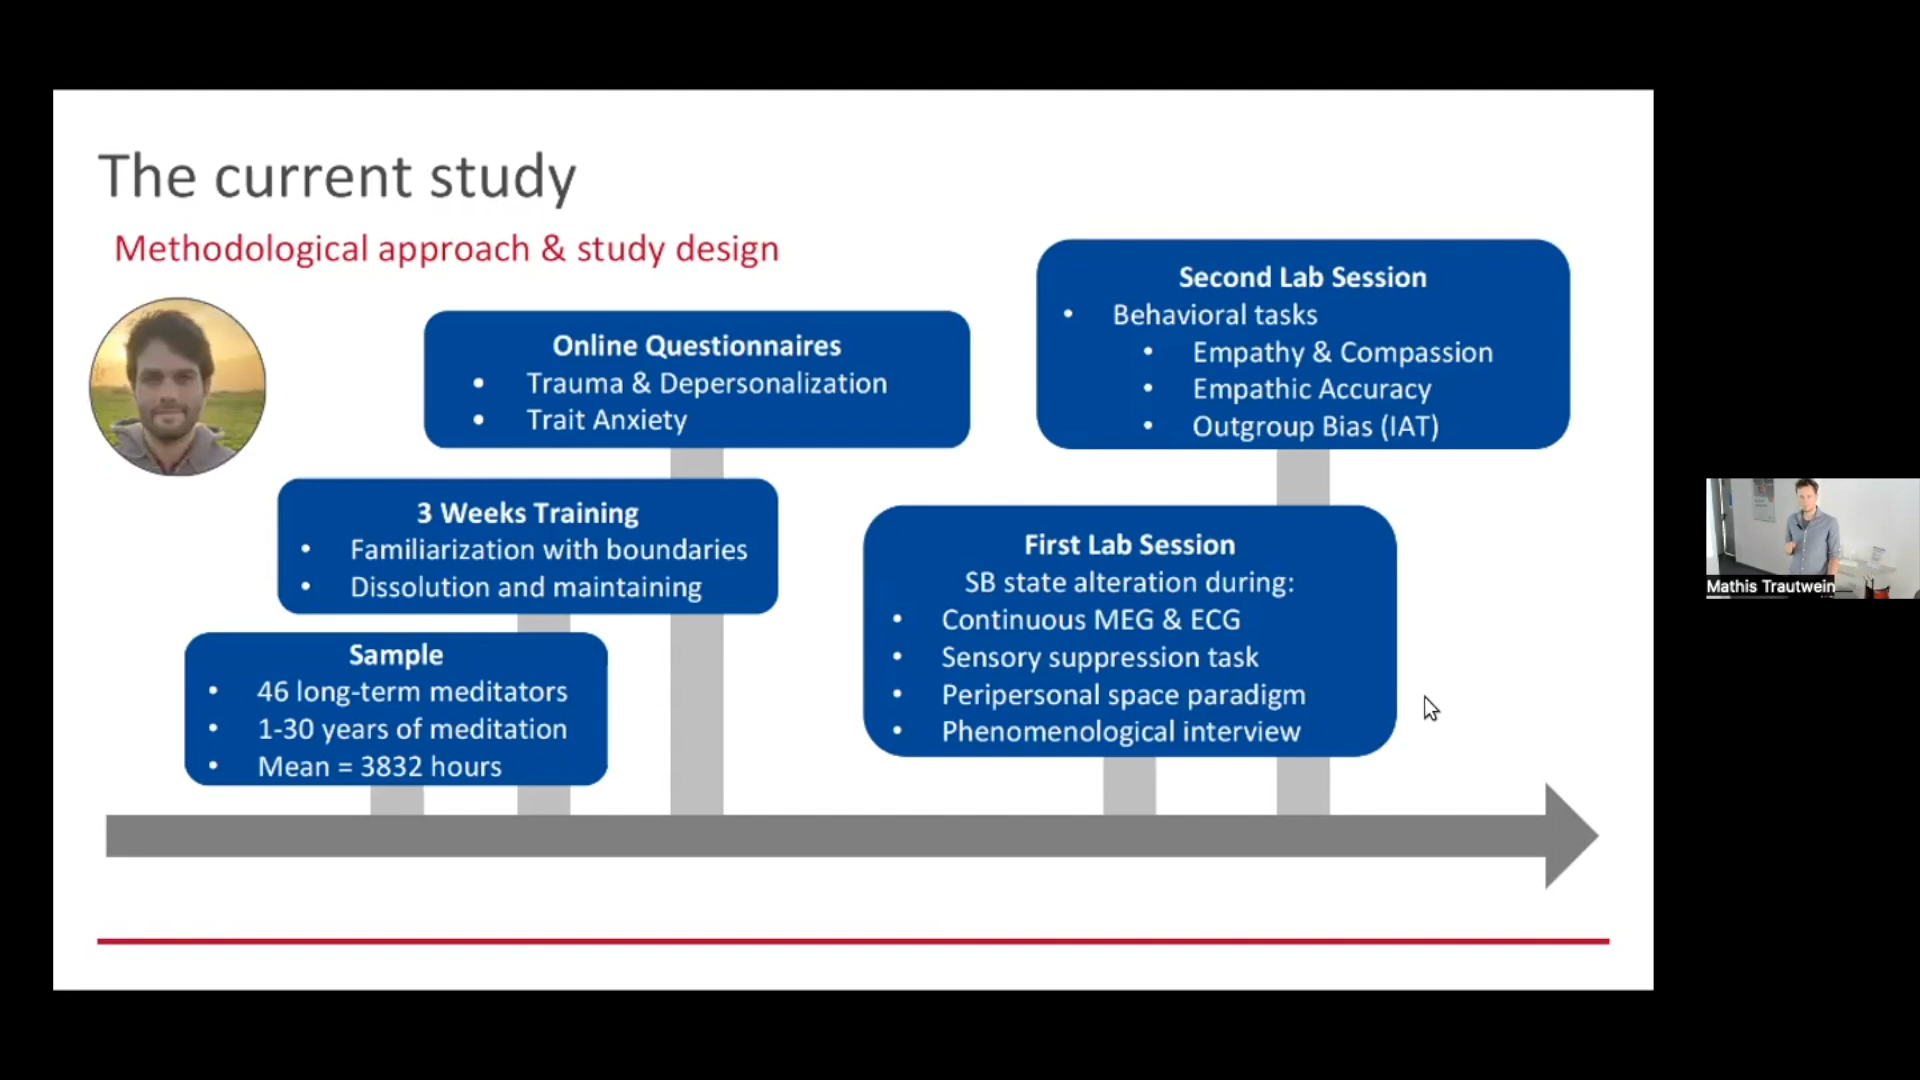 The current study
Methodological approach & study design
Second Lab Session
• Behavioral tasks
• Empathy & Compassion
• Empathic Accuracy
• Outgroup Bias (IAT)
Online Questionnaires
• Trauma & Depersonalization
• Trait Anxiety
3 Weeks Training
• Familiarization with boundaries
• Dissolution and maintaining
First Lab Session
SB state alteration during:
• Continuous MEG & ECG
• Sensory suppression task
• Peripersonal space paradigm
• Phenomenological interview
Sample
• 46 long-term meditators
• 1-30 years of meditation
• Mean = 3832 hours
Mathis Trautwein